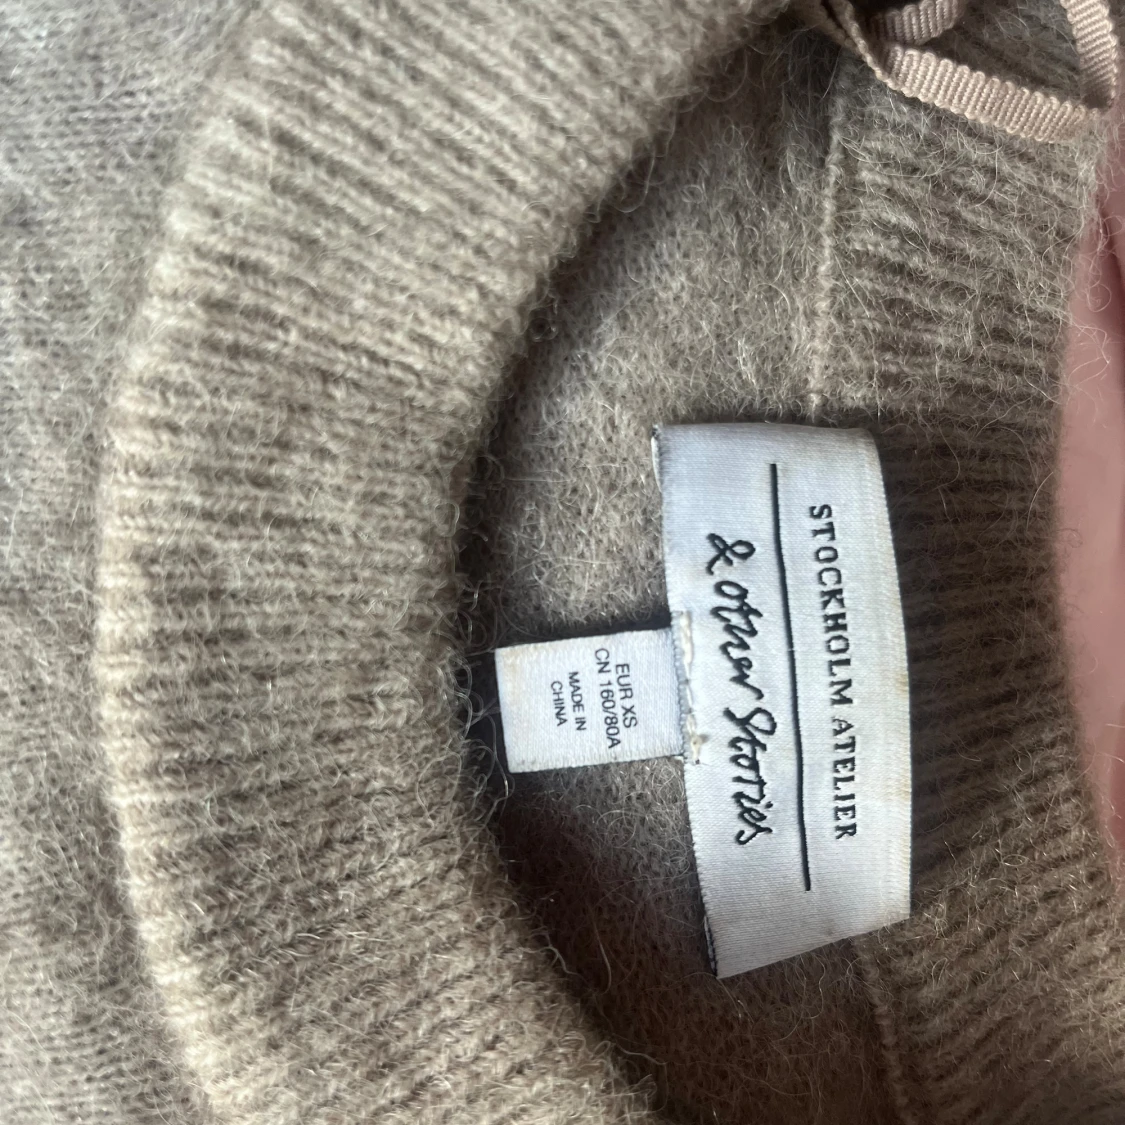 STOCKHOLM ATELIER
& other Stories
EUR XS
CN 160/80A
MADE IN
CHINA